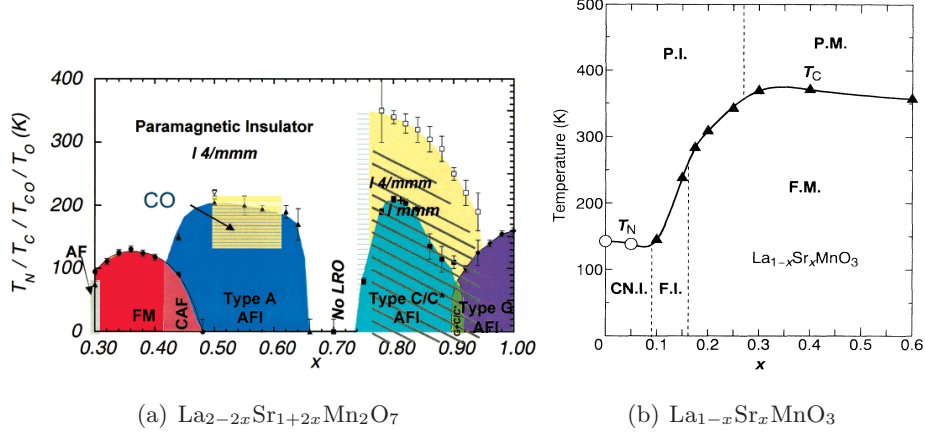 400
300
200
100
0
T_N / T_C / T_CO / T_O (K)
Paramagnetic Insulator
I 4/mmm
CO
AF
FM
CAF
Type A
AFI
No LRO
I 4/mmm
+ I mmm
Type C/C*
AFI
G+C/C*
Type G
AFI
0.30 0.40 0.50 0.60 0.70 0.80 0.90 1.00
x
(a) La₂₋₂ₓSr₁₊₂ₓMn₂O₇
500
400
300
200
100
0
Temperature (K)
P.I.
P.M.
T_C
T_N
F.M.
La₁₋ₓSrₓMnO₃
CN.I.
F.I.
0 0.1 0.2 0.3 0.4 0.5 0.6
x
(b) La₁₋ₓSrₓMnO₃